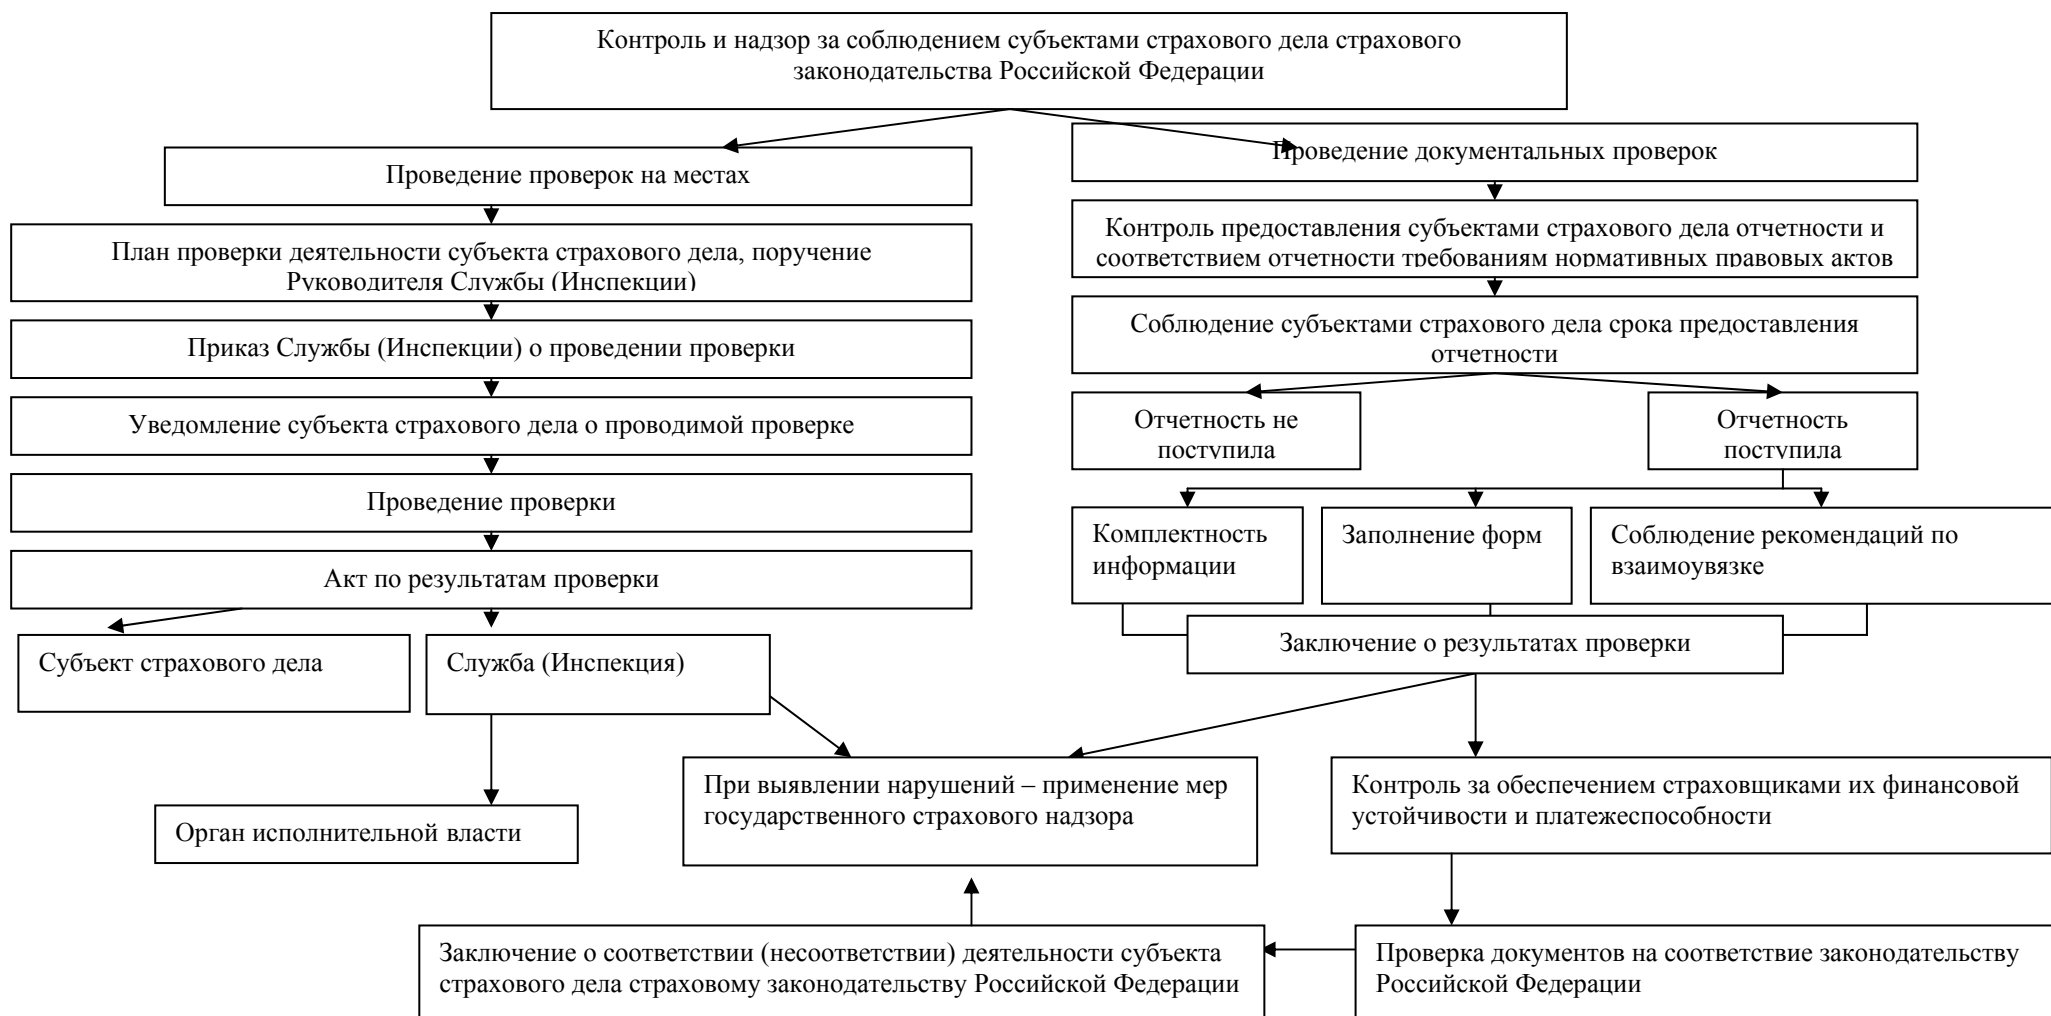 Контроль и надзор за соблюдением субъектами страхового дела страхового
законодательства Российской Федерации
Проведение проверок на местах
План проверки деятельности субъекта страхового дела, поручение
Руководителя Службы (Инспекции)
Приказ Службы (Инспекции) о проведении проверки
Уведомление субъекта страхового дела о проводимой проверке
Проведение проверки
Акт по результатам проверки
Субъект страхового дела
Служба (Инспекция)
Орган исполнительной власти
Проведение документальных проверок
Контроль предоставления субъектами страхового дела отчетности и
соответствием отчетности требованиям нормативных правовых актов
Соблюдение субъектами страхового дела срока предоставления
отчетности
Отчетность не
поступила
Отчетность
поступила
Комплектность
информации
Заполнение форм
Соблюдение рекомендаций по
взаимоувязке
Заключение о результатах проверки
При выявлении нарушений – применение мер
государственного страхового надзора
Контроль за обеспечением страховщиками их финансовой
устойчивости и платежеспособности
Заключение о соответствии (несоответствии) деятельности субъекта
страхового дела страховому законодательству Российской Федерации
Проверка документов на соответствие законодательству
Российской Федерации